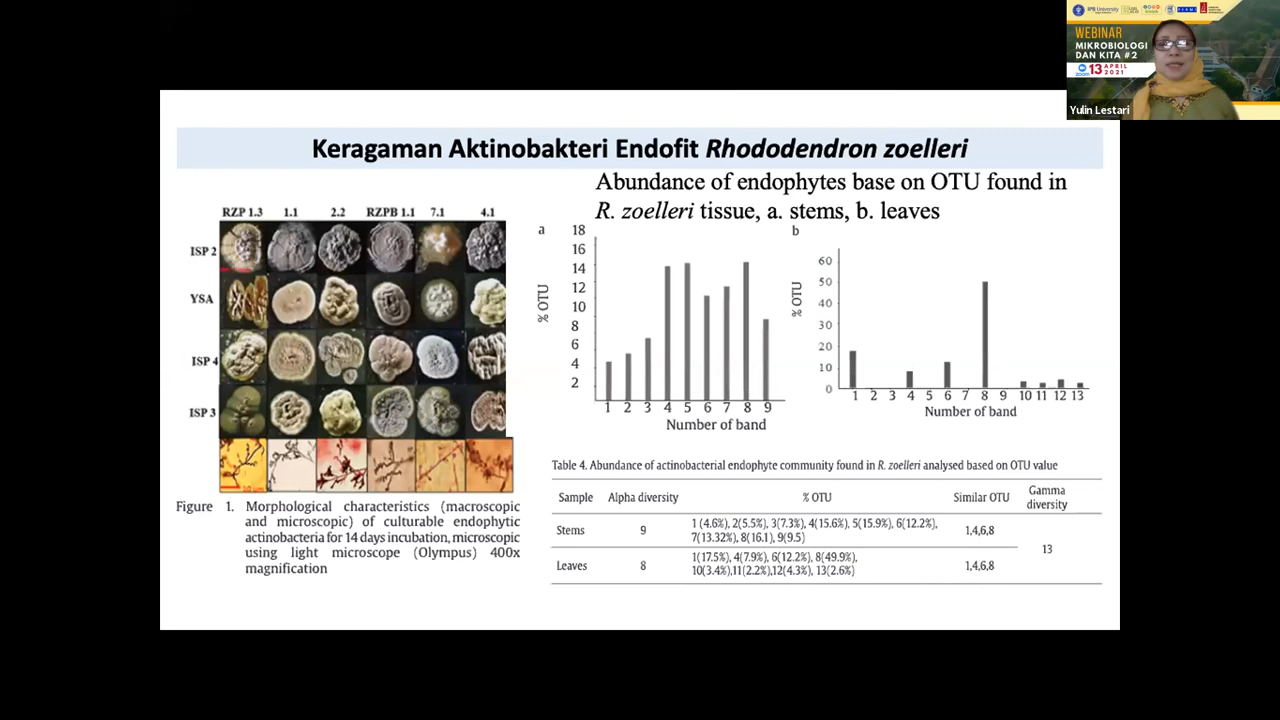 IPB University
WEBINAR
MIKROBIOLOGI
DAN KITA #2
zoom
13 APRIL 2021
Yulin Lestari
Keragaman Aktinobakteri Endofit Rhododendron zoelleri
Abundance of endophytes base on OTU found in
R. zoelleri tissue, a. stems, b. leaves
RZP 1.3 1.1 2.2 RZPB 1.1 7.1 4.1
ISP 2
YSA
ISP 4
ISP 3
Figure 1. Morphological characteristics (macroscopic
and microscopic) of culturable endophytic
actinobacteria for 14 days incubation, microscopic
using light microscope (Olympus) 400x
magnification
a
% OTU
18
16
14
12
10
8
6
4
2
1 2 3 4 5 6 7 8 9
Number of band
b
% OTU
60
50
40
30
20
10
0
1 2 3 4 5 6 7 8 9 10 11 12 13
Number of band
Table 4. Abundance of actinobacterial endophyte community found in R. zoelleri analysed based on OTU value
Sample Alpha diversity % OTU Similar OTU Gamma
diversity
Stems 9 1 (4.6%), 2(5.5%), 3(7.3%), 4(15.6%), 5(15.9%), 6(12.2%),
7(13.32%), 8(16.1), 9(9.5) 1,4,6,8
13
Leaves 8 1(17.5%), 4(7.9%), 6(12.2%), 8(49.9%),
10(3.4%),11(2.2%),12(4.3%), 13(2.6%) 1,4,6,8